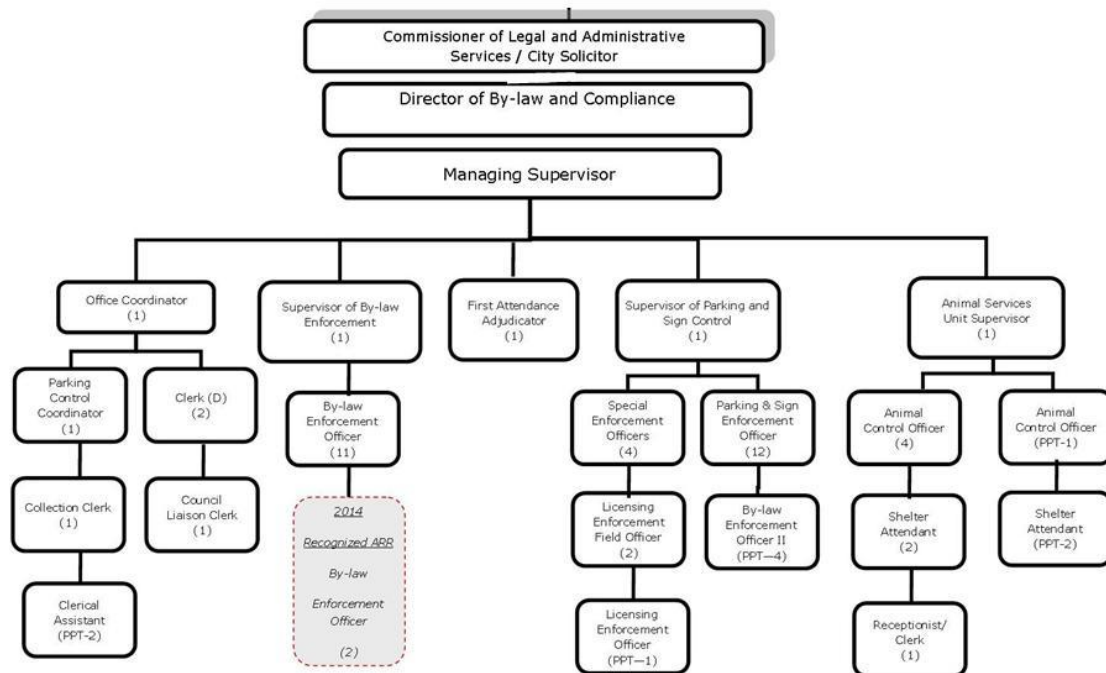 Commissioner of Legal and Administrative
Services / City Solicitor
Director of By-law and Compliance
Managing Supervisor
Office Coordinator
(1)
Supervisor of By-law
Enforcement
(1)
First Attendance
Adjudicator
(1)
Supervisor of Parking and
Sign Control
(1)
Animal Services
Unit Supervisor
(1)
Parking
Control
Coordinator
(1)
Clerk (D)
(2)
By-law
Enforcement
Officer
(11)
Special
Enforcement
Officers
(4)
Parking & Sign
Enforcement
Officer
(12)
Animal
Control Officer
(4)
Animal
Control Officer
(PPT-1)
Collection Clerk
(1)
Council
Liaison Clerk
(1)
2014
Recognized ARR
By-law
Enforcement
Officer
(2)
Licensing
Enforcement
Field Officer
(2)
By-law
Enforcement
Officer II
(PPT—4)
Shelter
Attendant
(2)
Shelter
Attendant
(PPT-2)
Clerical
Assistant
(PPT-2)
Licensing
Enforcement
Officer
(PPT—1)
Receptionist/
Clerk
(1)